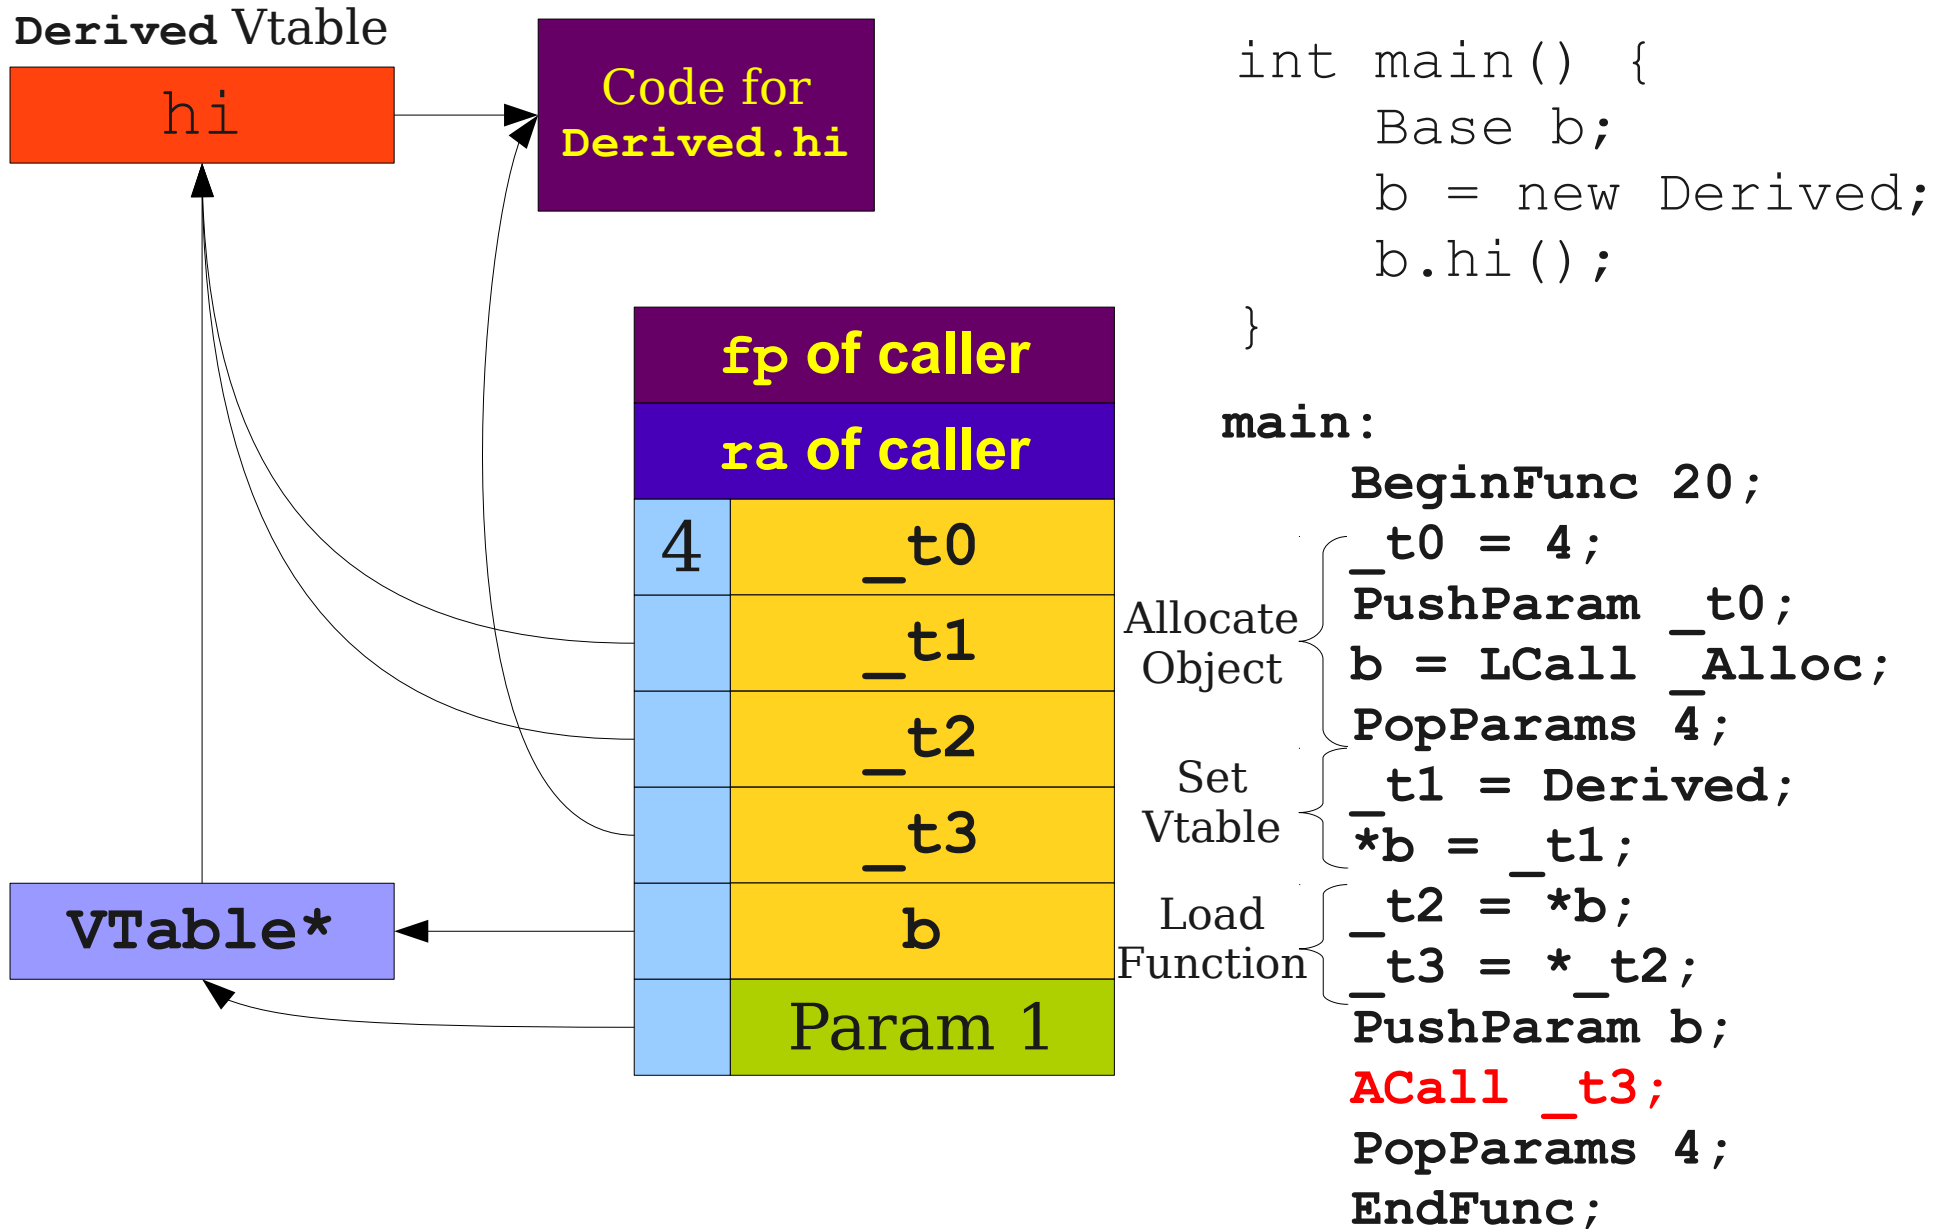 Derived Vtable
hi
Code for
Derived.hi
int main() {
Base b;
b = new Derived;
b.hi();
}
fp of caller
ra of caller
4 _t0
_t1
_t2
_t3
VTable*
b
Param 1
Allocate
Object
Set
Vtable
Load
Function
main:
BeginFunc 20;
_t0 = 4;
PushParam _t0;
b = LCall _Alloc;
PopParams 4;
_t1 = Derived;
*b = _t1;
_t2 = *b;
_t3 = *_t2;
PushParam b;
ACall _t3;
PopParams 4;
EndFunc;